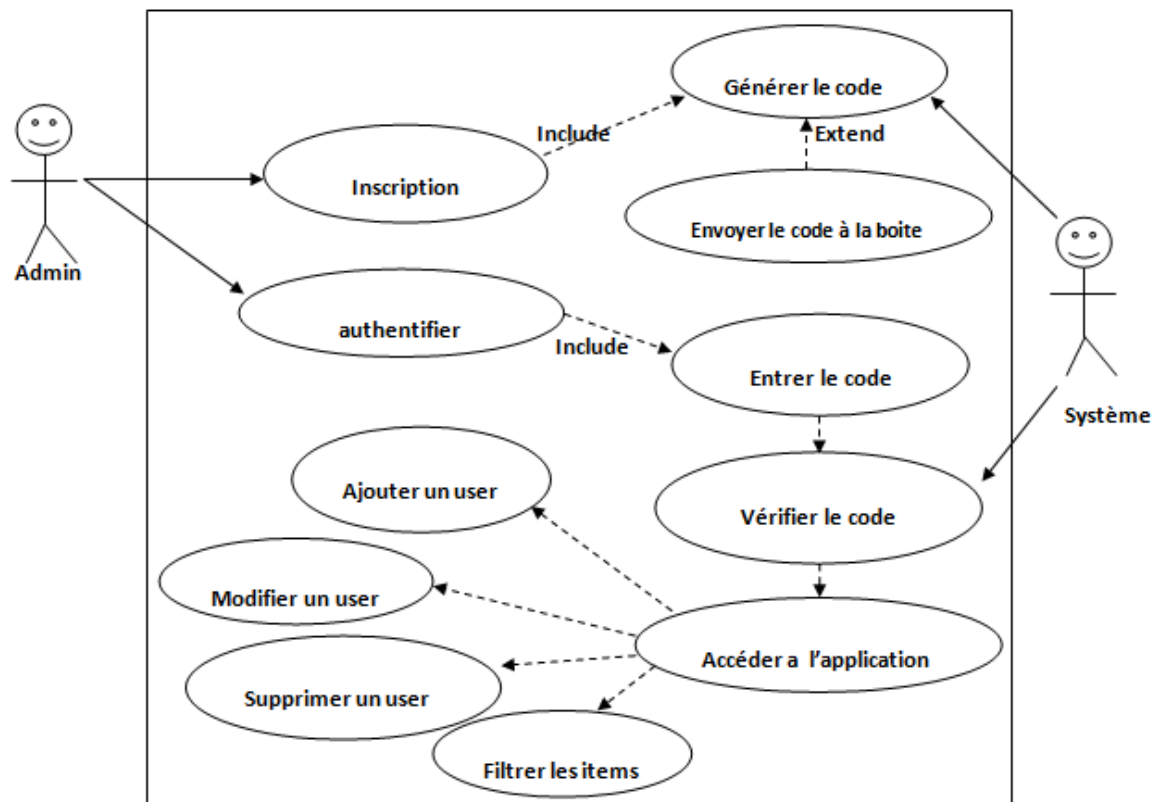 Générer le code
Include
Extend
Inscription
Envoyer le code à la boite
Admin
authentifier
Include
Entrer le code
Système
Ajouter un user
Vérifier le code
Modifier un user
Accéder a l'application
Supprimer un user
Filtrer les items